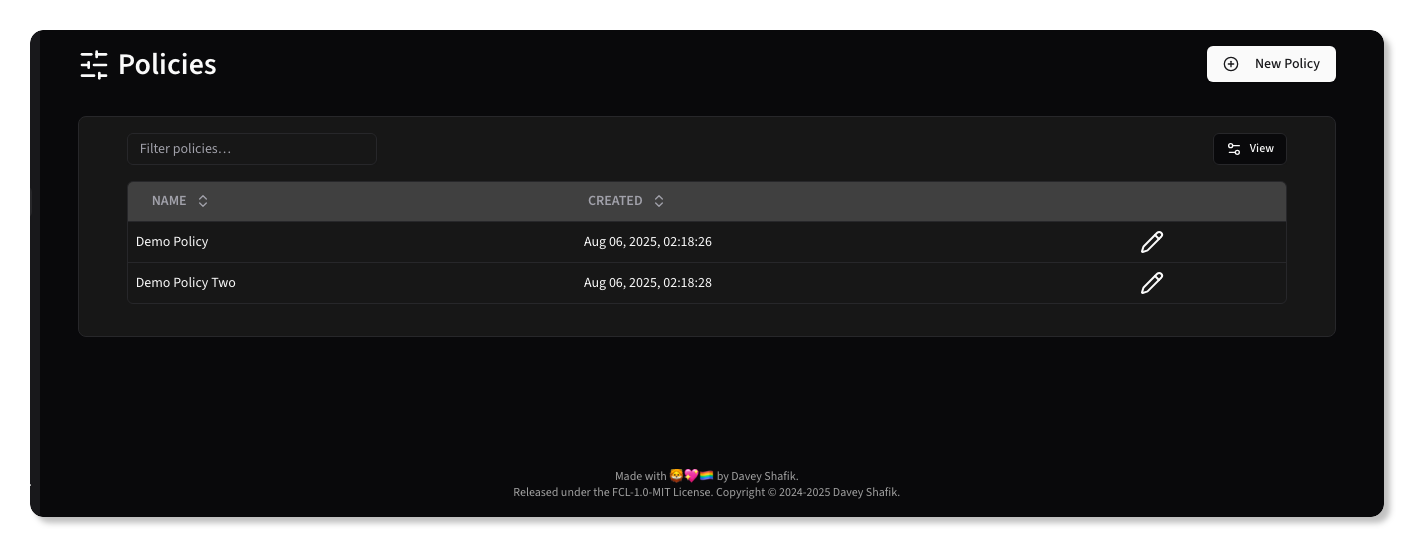 Policies
New Policy
Filter policies…
View
NAME CREATED
Demo Policy Aug 06, 2025, 02:18:26
Demo Policy Two Aug 06, 2025, 02:18:28
Made with 🦁💖🏳️‍🌈 by Davey Shafik.
Released under the FCL-1.0-MIT License. Copyright © 2024-2025 Davey Shafik.